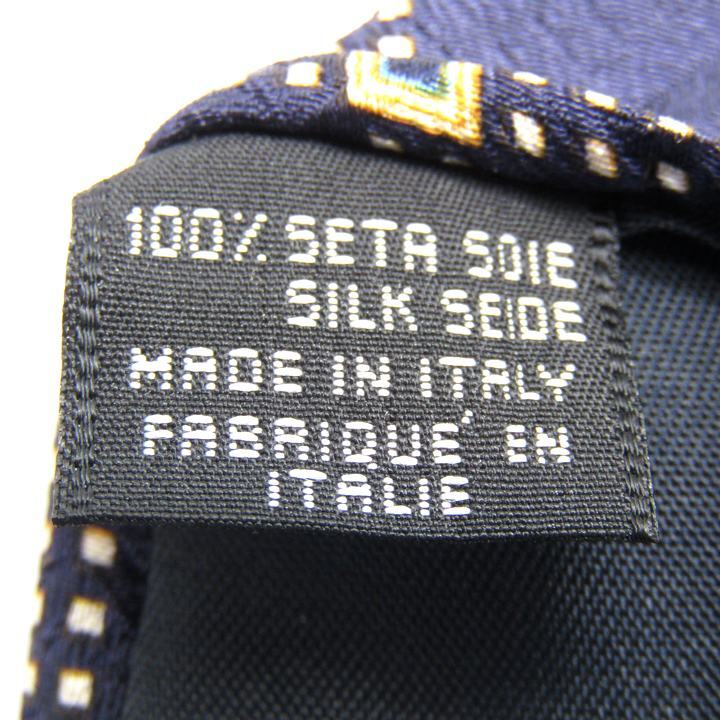 100% SETA SOIE
SILK SEIDE
MADE IN ITALY
FABRIQUÉ EN
ITALIE